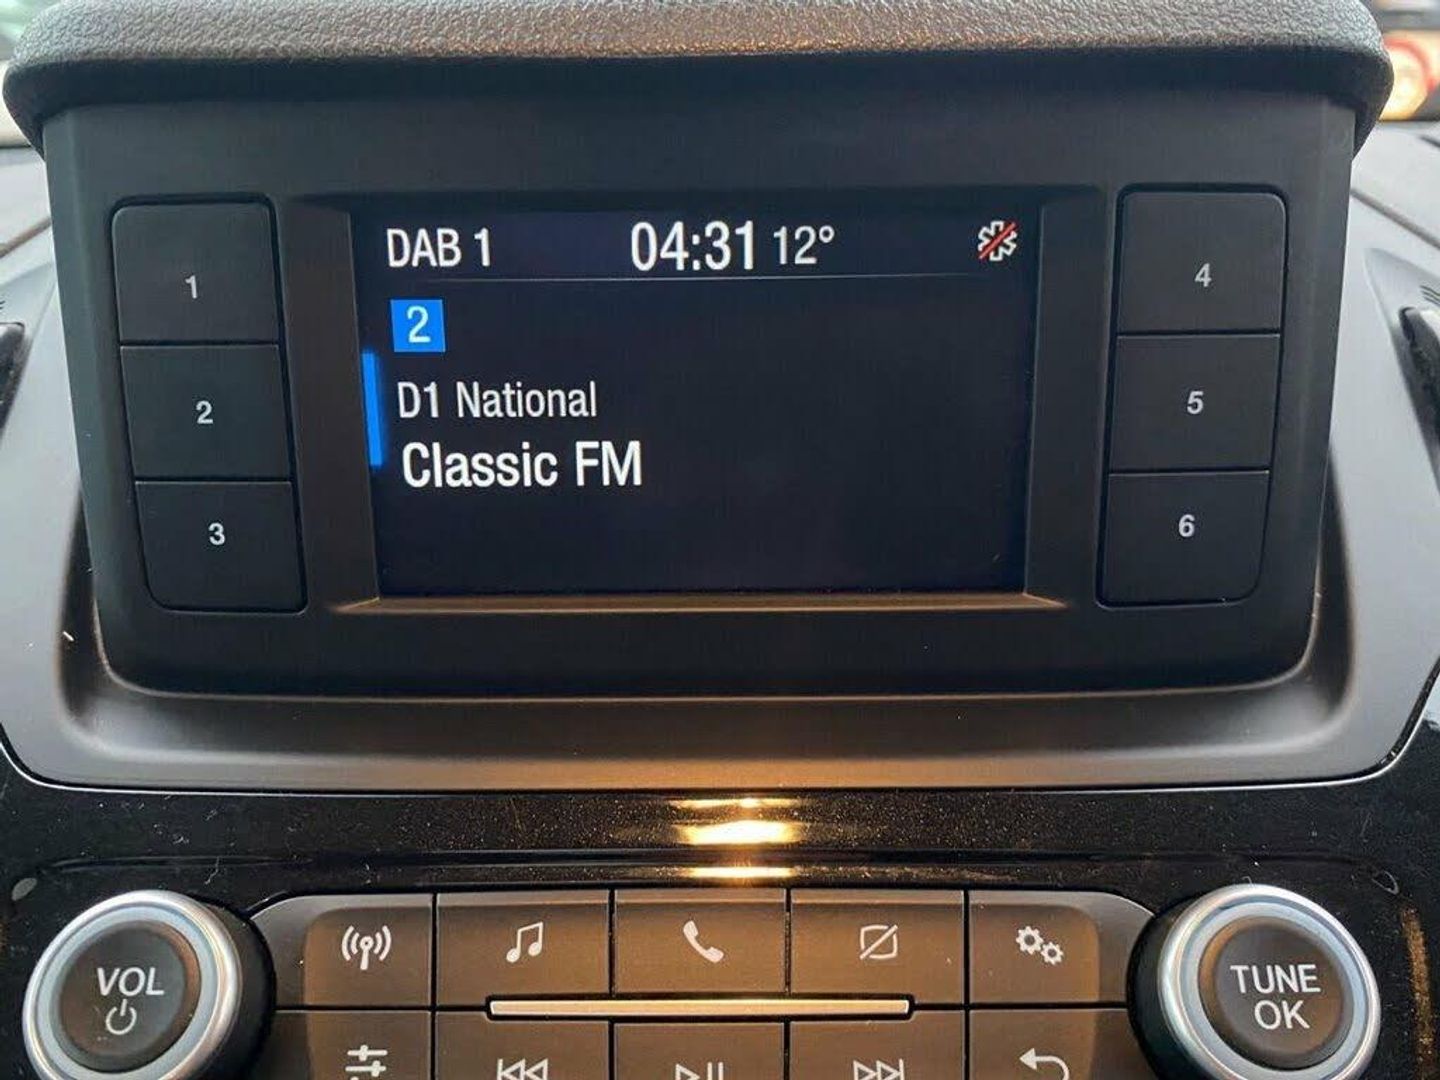 DAB 1 04:31 12°
2
D1 National
Classic FM
1
2
3
4
5
6
VOL
TUNE
OK